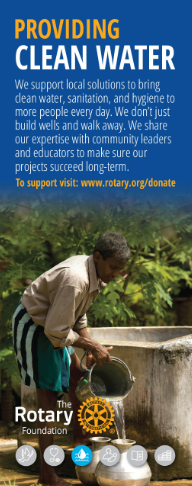 PROVIDING
CLEAN WATER
We support local solutions to bring
clean water, sanitation, and hygiene to
more people every day. We don't just
build wells and walk away. We share
our expertise with community leaders
and educators to make sure our
projects succeed long-term.
To support visit: www.rotary.org/donate
The
Rotary
Foundation